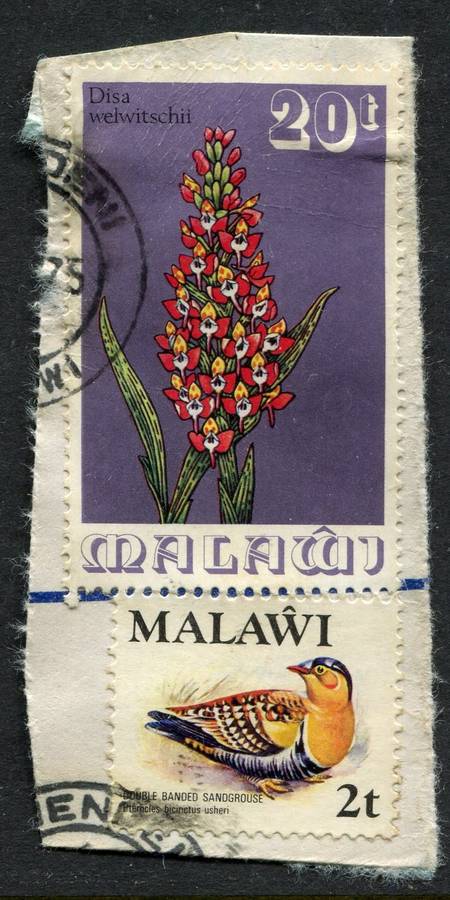 Disa
welwitschii
20t
MALAŴI
MALAŴI
DOUBLE BANDED SANDGROUSE
Pterocles bicinctus usheri
2t